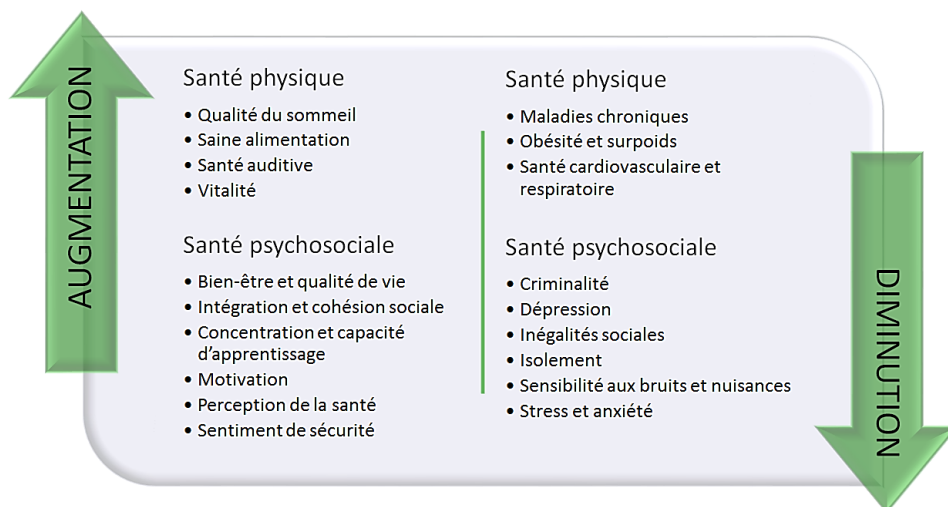 AUGMENTATION
Santé physique
• Qualité du sommeil
• Saine alimentation
• Santé auditive
• Vitalité
Santé psychosociale
• Bien-être et qualité de vie
• Intégration et cohésion sociale
• Concentration et capacité
d’apprentissage
• Motivation
• Perception de la santé
• Sentiment de sécurité
Santé physique
• Maladies chroniques
• Obésité et surpoids
• Santé cardiovasculaire et
respiratoire
Santé psychosociale
• Criminalité
• Dépression
• Inégalités sociales
• Isolement
• Sensibilité aux bruits et nuisances
• Stress et anxiété
DIMINUTION